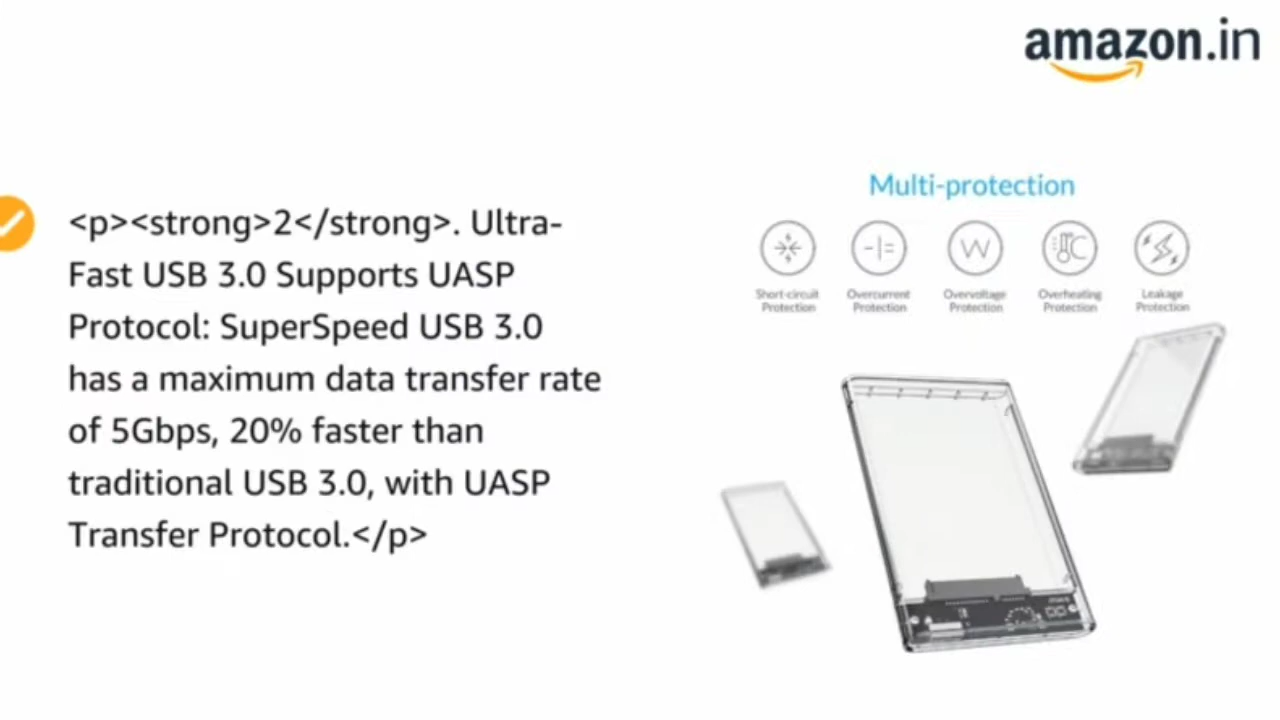 amazon.in
Multi-protection
<p><strong>2</strong>. Ultra-
Fast USB 3.0 Supports UASP
Protocol: SuperSpeed USB 3.0
has a maximum data transfer rate
of 5Gbps, 20% faster than
traditional USB 3.0, with UASP
Transfer Protocol.</p>
W
C
Short-circuit Overcurrent Overvoltage Overheating Leakage
Protection Protection Protection Protection Protection